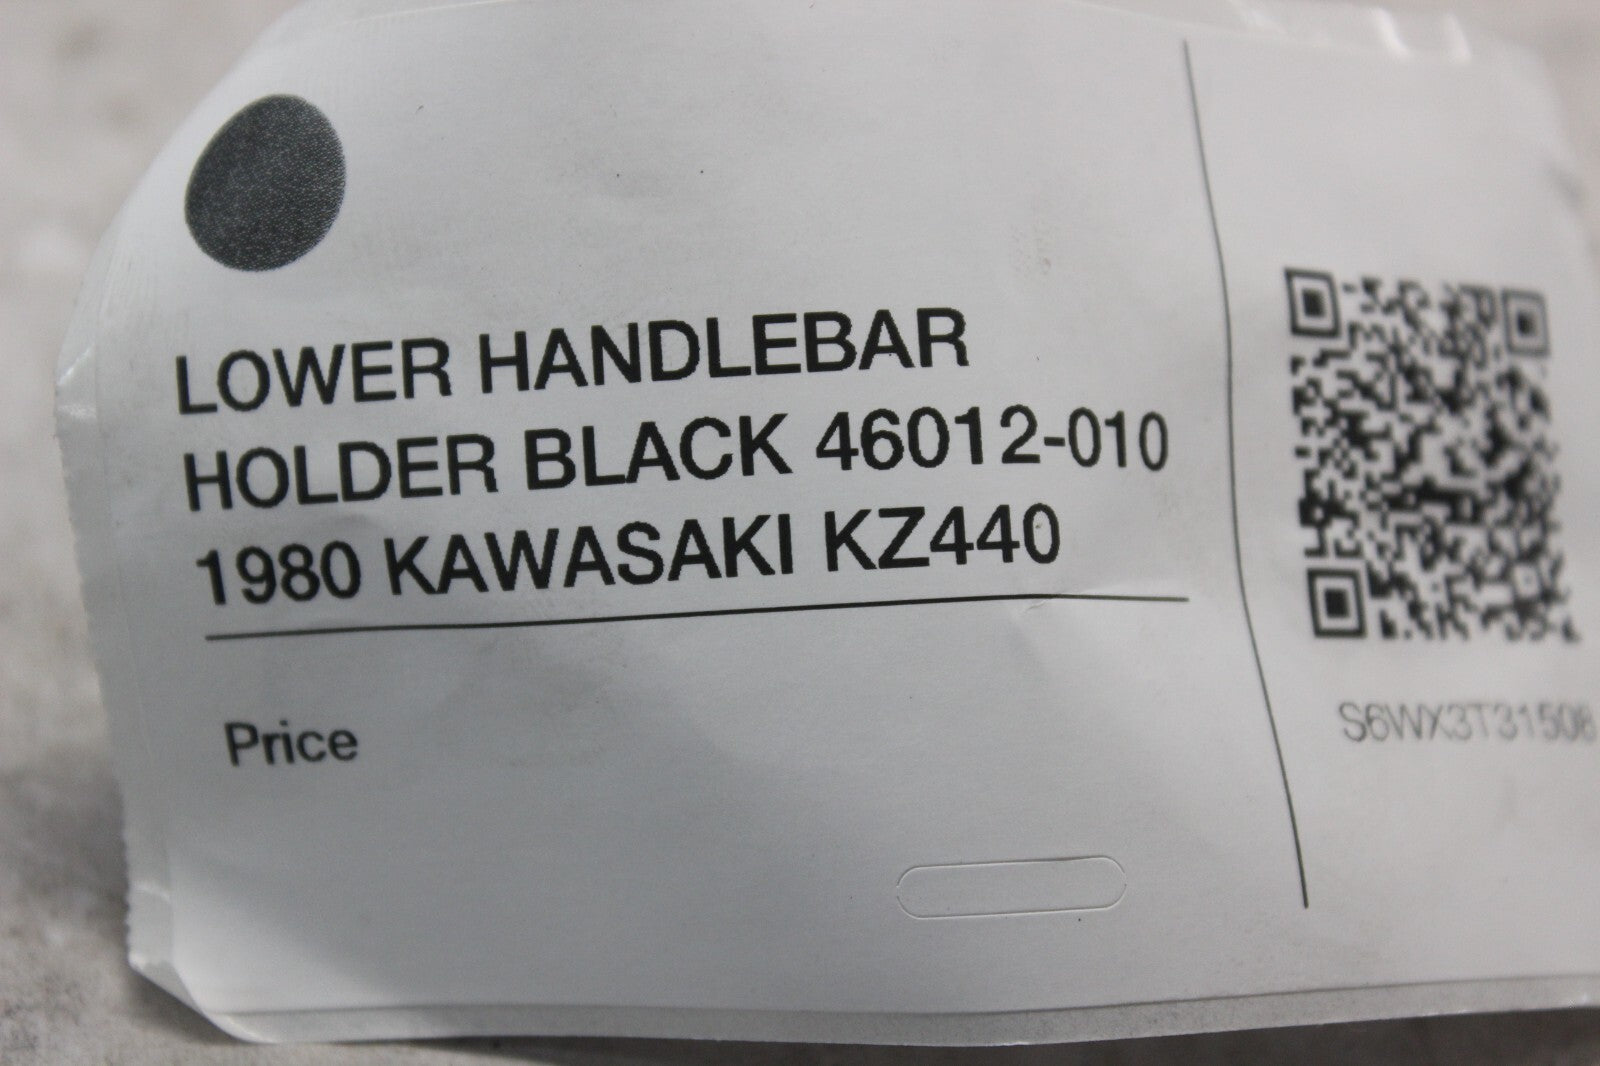 LOWER HANDLEBAR
HOLDER BLACK 46012-010
1980 KAWASAKI KZ440
Price
S6WX3T31508